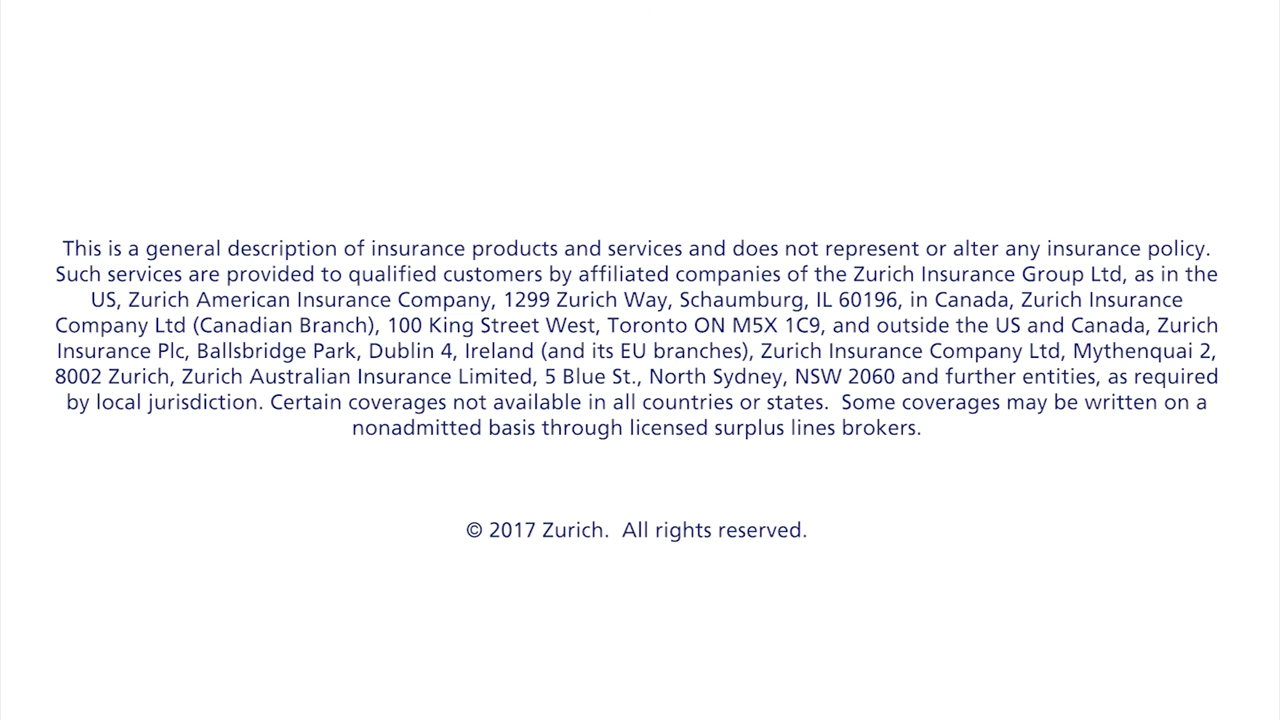 This is a general description of insurance products and services and does not represent or alter any insurance policy.
Such services are provided to qualified customers by affiliated companies of the Zurich Insurance Group Ltd, as in the
US, Zurich American Insurance Company, 1299 Zurich Way, Schaumburg, IL 60196, in Canada, Zurich Insurance
Company Ltd (Canadian Branch), 100 King Street West, Toronto ON M5X 1C9, and outside the US and Canada, Zurich
Insurance Plc, Ballsbridge Park, Dublin 4, Ireland (and its EU branches), Zurich Insurance Company Ltd, Mythenquai 2,
8002 Zurich, Zurich Australian Insurance Limited, 5 Blue St., North Sydney, NSW 2060 and further entities, as required
by local jurisdiction. Certain coverages not available in all countries or states.  Some coverages may be written on a
nonadmitted basis through licensed surplus lines brokers.
© 2017 Zurich.  All rights reserved.